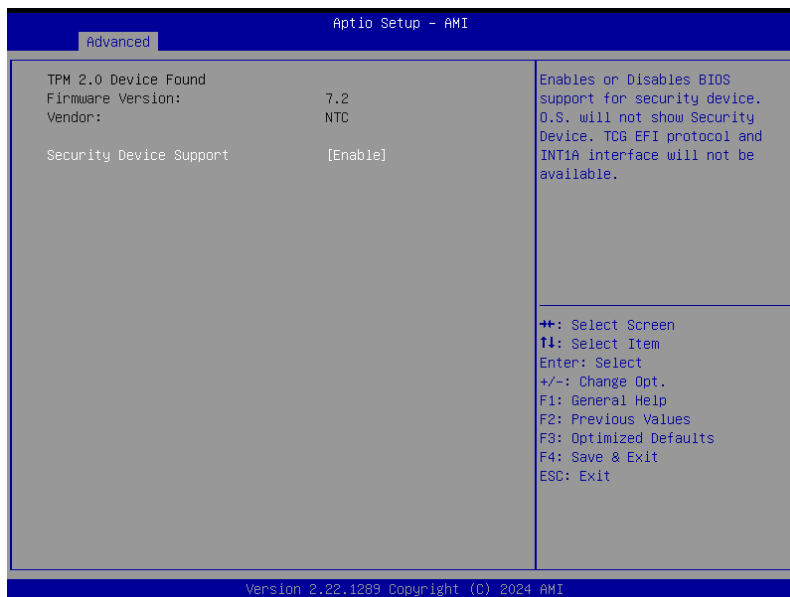 Aptio Setup - AMI
Advanced
TPM 2.0 Device Found
Firmware Version: 7.2
Vendor: NTC
Security Device Support [Enable]
Enables or Disables BIOS
support for security device.
O.S. will not show Security
Device. TCG EFI protocol and
INT1A interface will not be
available.
→←: Select Screen
↑↓: Select Item
Enter: Select
+/-: Change Opt.
F1: General Help
F2: Previous Values
F3: Optimized Defaults
F4: Save & Exit
ESC: Exit
Version 2.22.1289 Copyright (C) 2024 AMI